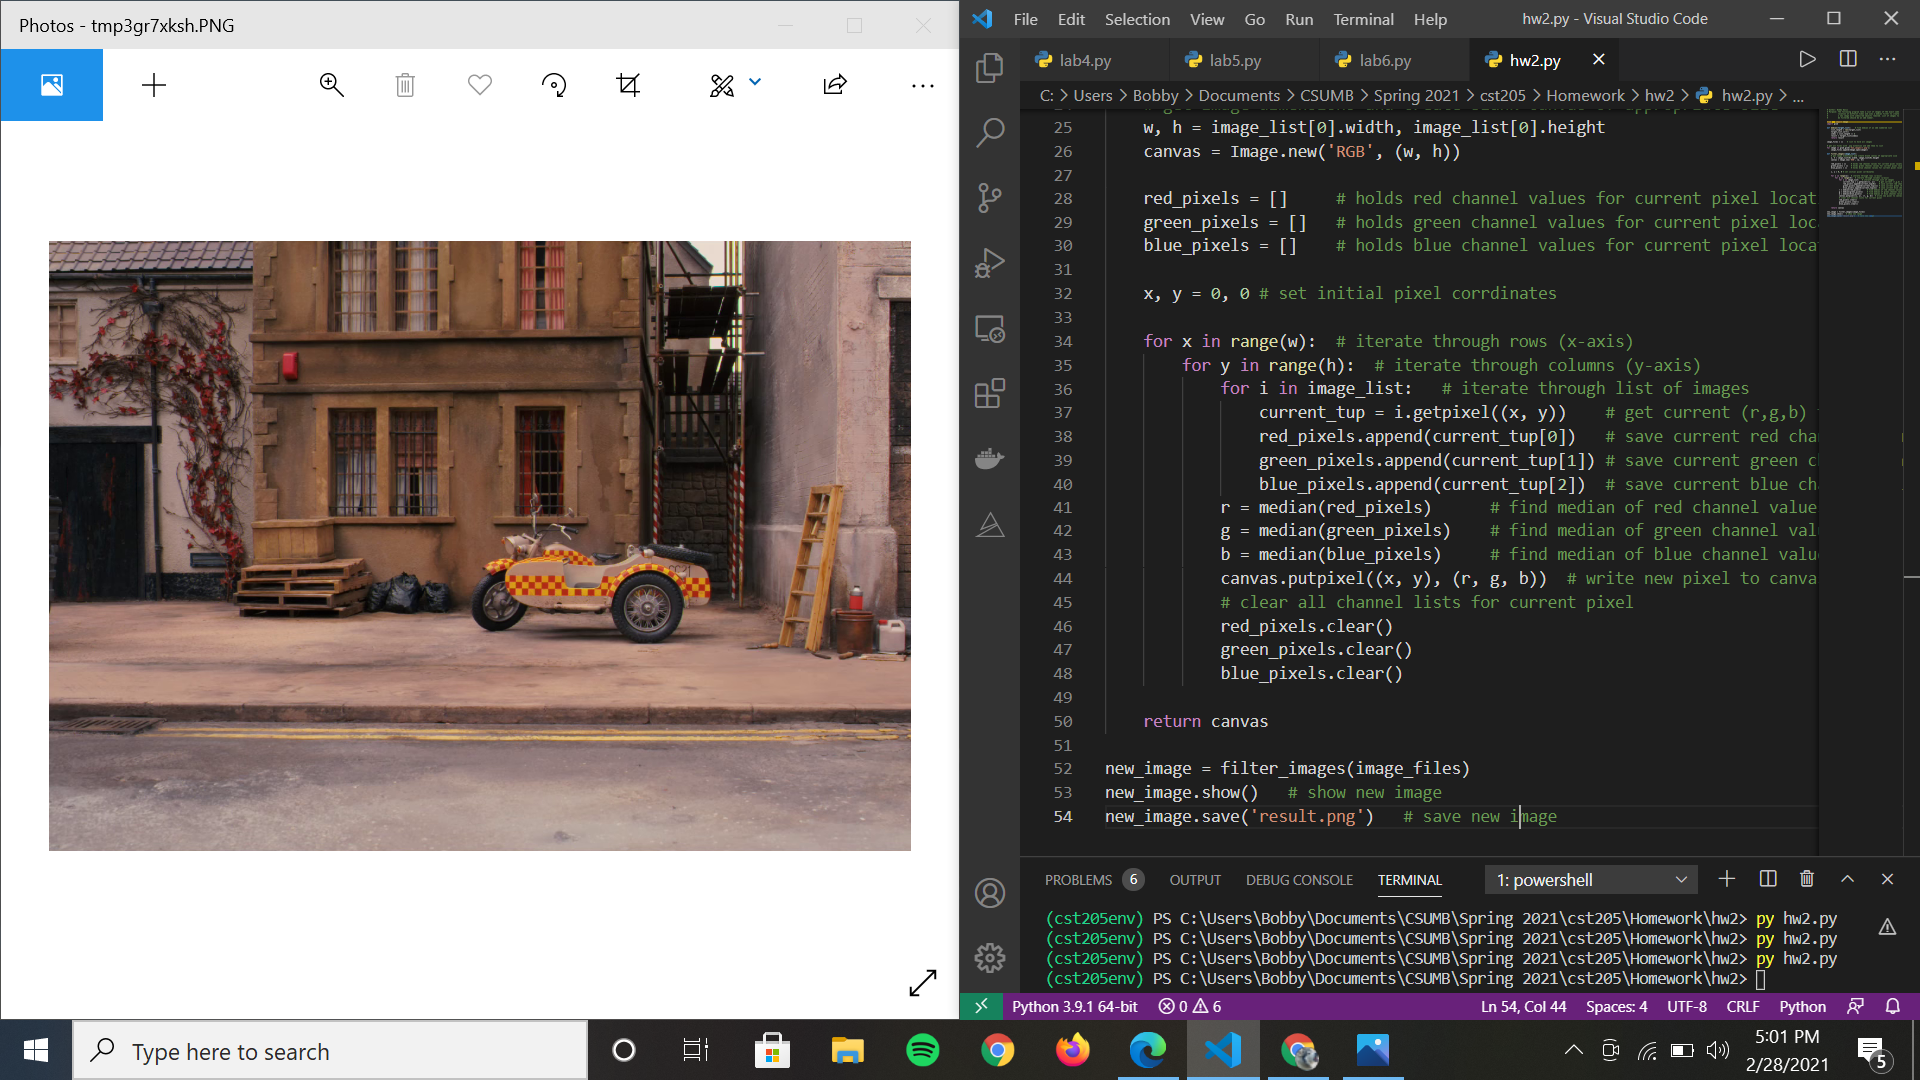 Photos - tmp3gr7xksh.PNG
File Edit Selection View Go Run Terminal Help hw2.py - Visual Studio Code
lab4.py lab5.py lab6.py hw2.py
C: > Users > Bobby > Documents > CSUMB > Spring 2021 > cst205 > Homework > hw2 > hw2.py > ...
25 w, h = image_list[0].width, image_list[0].height
26 canvas = Image.new('RGB', (w, h))
27
28 red_pixels = [] # holds red channel values for current pixel locat
29 green_pixels = [] # holds green channel values for current pixel loc
30 blue_pixels = [] # holds blue channel values for current pixel locat
31
32 x, y = 0, 0 # set initial pixel corrdinates
33
34 for x in range(w): # iterate through rows (x-axis)
35 for y in range(h): # iterate through columns (y-axis)
36 for i in image_list: # iterate through list of images
37 current_tup = i.getpixel((x, y)) # get current (r,g,b)
38 red_pixels.append(current_tup[0]) # save current red cha
39 green_pixels.append(current_tup[1]) # save current green c
40 blue_pixels.append(current_tup[2]) # save current blue ch
41 r = median(red_pixels) # find median of red channel value
42 g = median(green_pixels) # find median of green channel val
43 b = median(blue_pixels) # find median of blue channel valu
44 canvas.putpixel((x, y), (r, g, b)) # write new pixel to canva
45 # clear all channel lists for current pixel
46 red_pixels.clear()
47 green_pixels.clear()
48 blue_pixels.clear()
49
50 return canvas
51
52 new_image = filter_images(image_files)
53 new_image.show() # show new image
54 new_image.save('result.png') # save new image
PROBLEMS 6 OUTPUT DEBUG CONSOLE TERMINAL 1: powershell
(cst205env) PS C:\Users\Bobby\Documents\CSUMB\Spring 2021\cst205\Homework\hw2> py hw2.py
(cst205env) PS C:\Users\Bobby\Documents\CSUMB\Spring 2021\cst205\Homework\hw2> py hw2.py
(cst205env) PS C:\Users\Bobby\Documents\CSUMB\Spring 2021\cst205\Homework\hw2> py hw2.py
(cst205env) PS C:\Users\Bobby\Documents\CSUMB\Spring 2021\cst205\Homework\hw2>
Python 3.9.1 64-bit 0 6 Ln 54, Col 44 Spaces: 4 UTF-8 CRLF Python
Type here to search
5:01 PM
2/28/2021
5